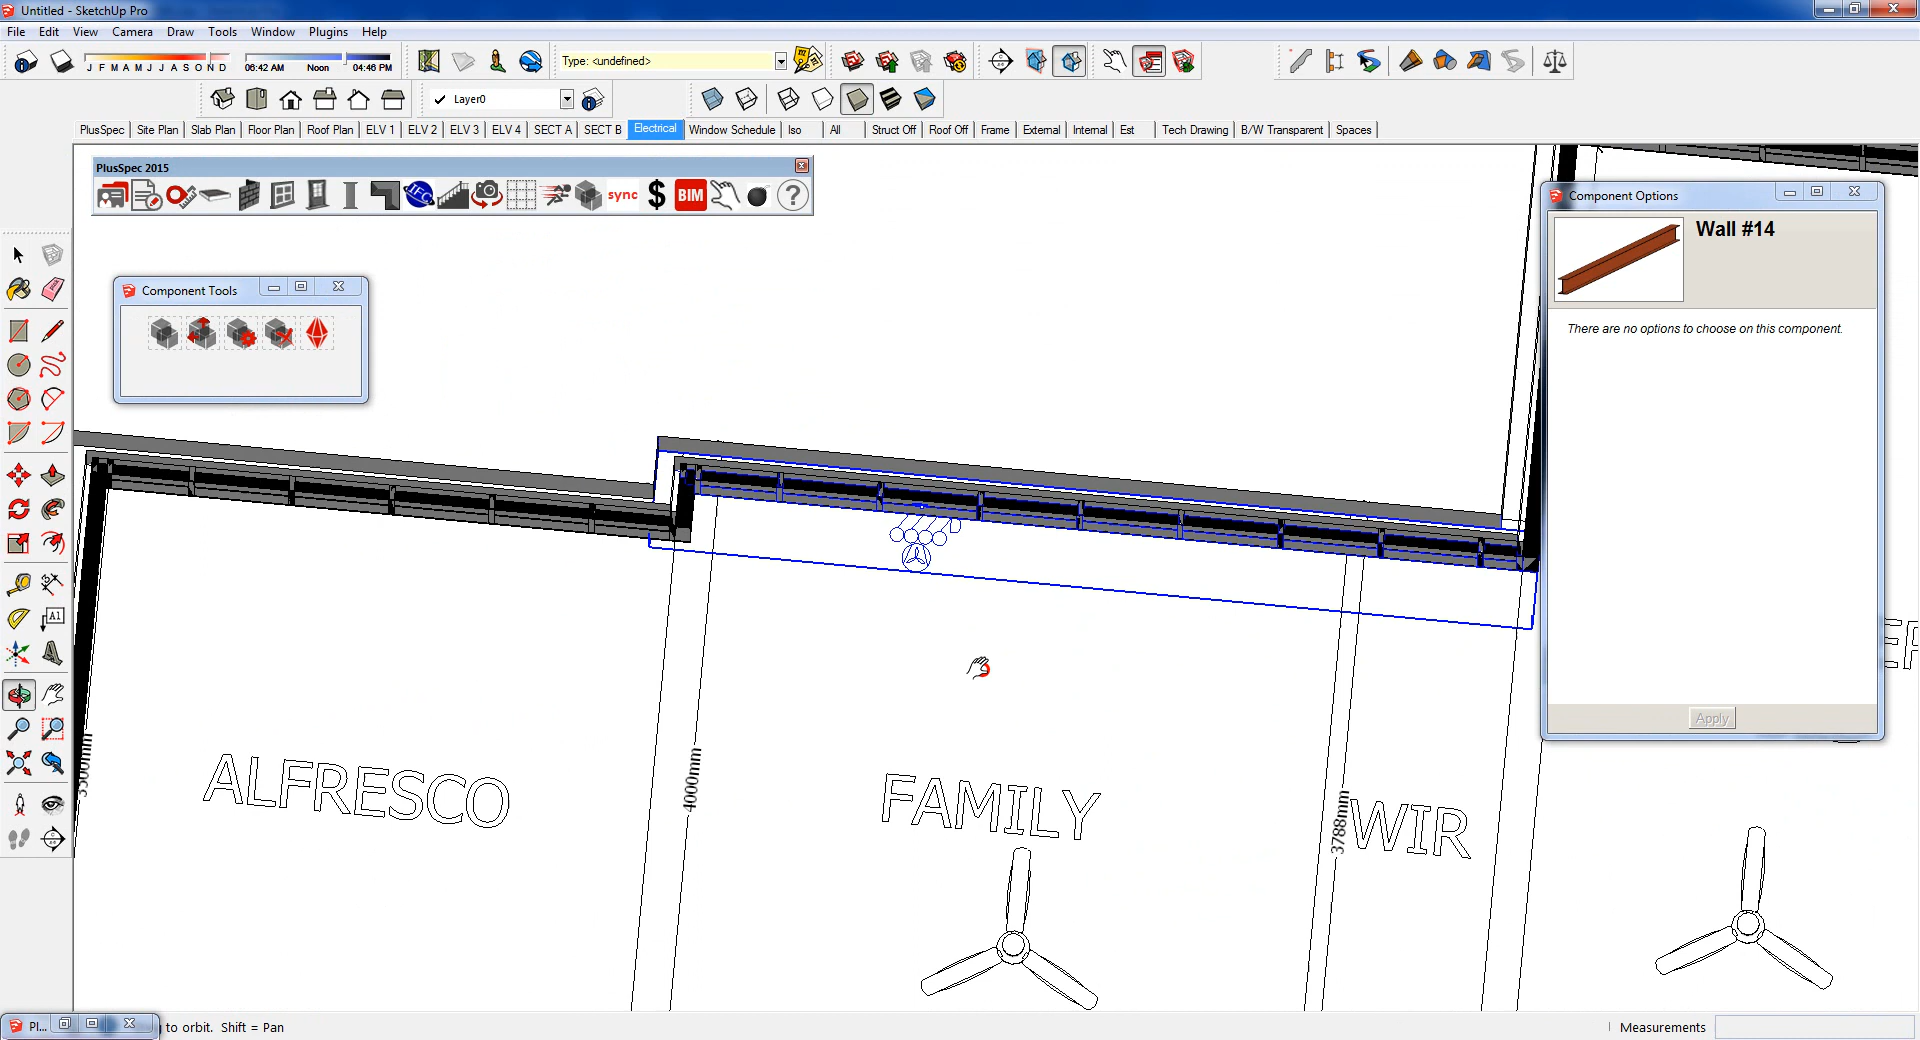 Untitled - SketchUp Pro
File Edit View Camera Draw Tools Window Plugins Help
J F M A M J J A S O N D 06:42 AM Noon 04:46 PM
Type: <undefined>
Layer0
PlusSpec Site Plan Slab Plan Floor Plan Roof Plan ELV 1 ELV 2 ELV 3 ELV 4 SECT A SECT B Electrical Window Schedule Iso All Struct Off Roof Off Frame External Internal Est Tech Drawing B/W Transparent Spaces
PlusSpec 2015
IFC sync $ BIM ?
Component Options
Wall #14
There are no options to choose on this component.
Apply
Component Tools
A1
3500mm
ALFRESCO
4000mm
FAMILY
3788mm
WIR
Pl... to orbit. Shift = Pan
Measurements